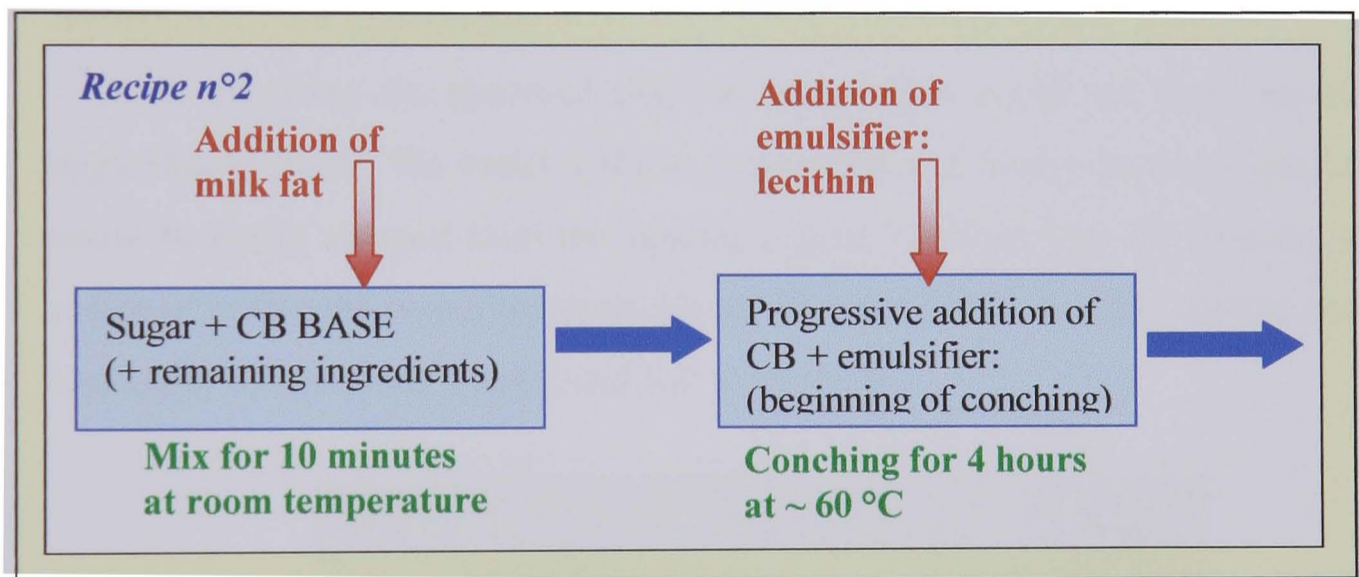 Recipe n°2
Addition of
milk fat
Addition of
emulsifier:
lecithin
Sugar + CB BASE
(+ remaining ingredients)
Progressive addition of
CB + emulsifier:
(beginning of conching)
Mix for 10 minutes
at room temperature
Conching for 4 hours
at ~ 60 °C